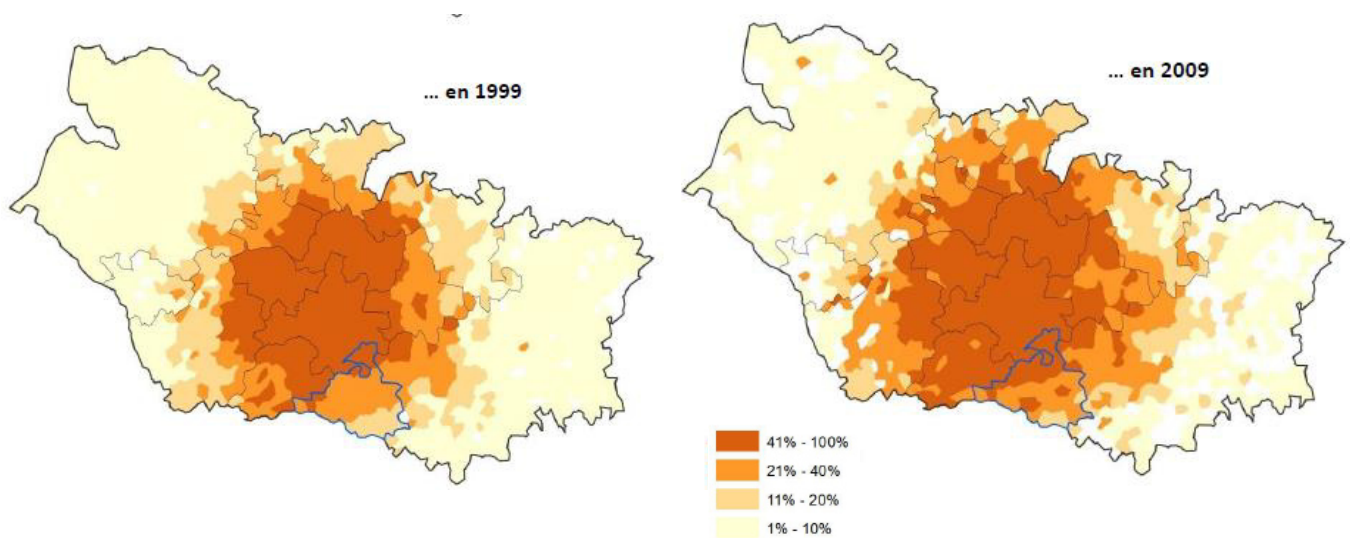 ... en 1999
... en 2009
41% - 100%
21% - 40%
11% - 20%
1% - 10%